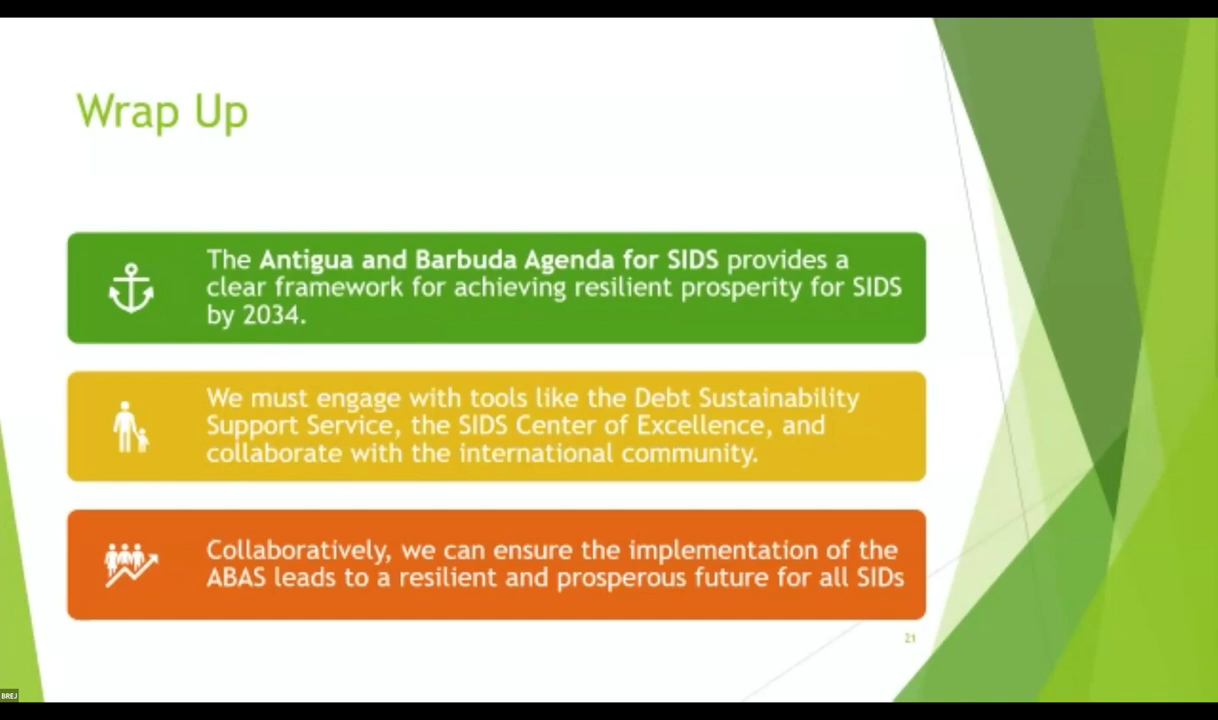 Wrap Up
The Antigua and Barbuda Agenda for SIDS provides a
clear framework for achieving resilient prosperity for SIDS
by 2034.
We must engage with tools like the Debt Sustainability
Support Service, the SIDS Center of Excellence, and
collaborate with the international community.
Collaboratively, we can ensure the implementation of the
ABAS leads to a resilient and prosperous future for all SIDs
21
BREJ